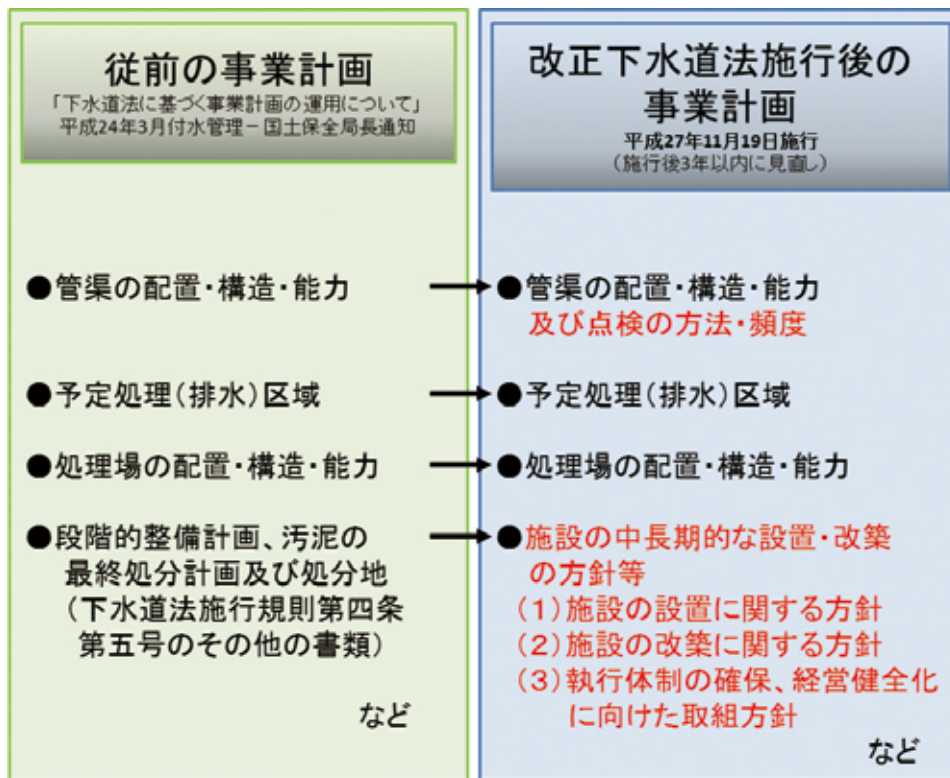 従前の事業計画
「下水道法に基づく事業計画の運用について」
平成24年3月付水管理－国土保全局長通知
●管渠の配置・構造・能力
●予定処理(排水)区域
●処理場の配置・構造・能力
●段階的整備計画、汚泥の
最終処分計画及び処分地
(下水道法施行規則第四条
第五号のその他の書類)
など
改正下水道法施行後の
事業計画
平成27年11月19日施行
(施行後3年以内に見直し)
●管渠の配置・構造・能力
及び点検の方法・頻度
●予定処理(排水)区域
●処理場の配置・構造・能力
●施設の中長期的な設置・改築
の方針等
(1)施設の設置に関する方針
(2)施設の改築に関する方針
(3)執行体制の確保、経営健全化
に向けた取組方針
など